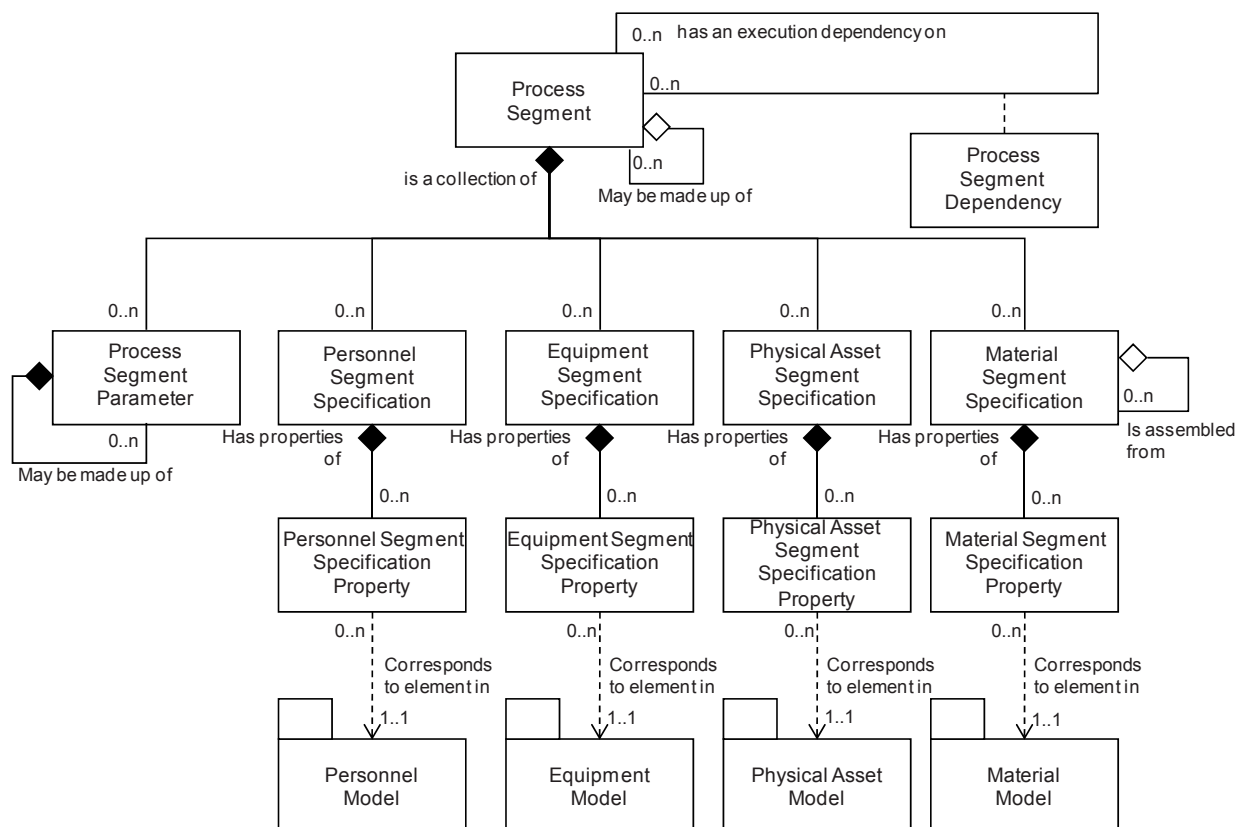 0..n
has an execution dependency on
Process
Segment
0..n
0..n
is a collection of
May be made up of
Process
Segment
Dependency
0..n
0..n
0..n
0..n
0..n
Process
Segment
Parameter
Personnel
Segment
Specification
Equipment
Segment
Specification
Physical Asset
Segment
Specification
Material
Segment
Specification
0..n
0..n
May be made up of
Has properties
of
Has properties
of
Has properties
of
Has properties
of
Is assembled
from
0..n
0..n
0..n
0..n
Personnel Segment
Specification
Property
Equipment Segment
Specification
Property
Physical Asset
Segment
Specification
Property
Material Segment
Specification
Property
0..n
0..n
0..n
0..n
Corresponds
to element in
Corresponds
to element in
Corresponds
to element in
Corresponds
to element in
1..1
1..1
1..1
1..1
Personnel
Model
Equipment
Model
Physical Asset
Model
Material
Model